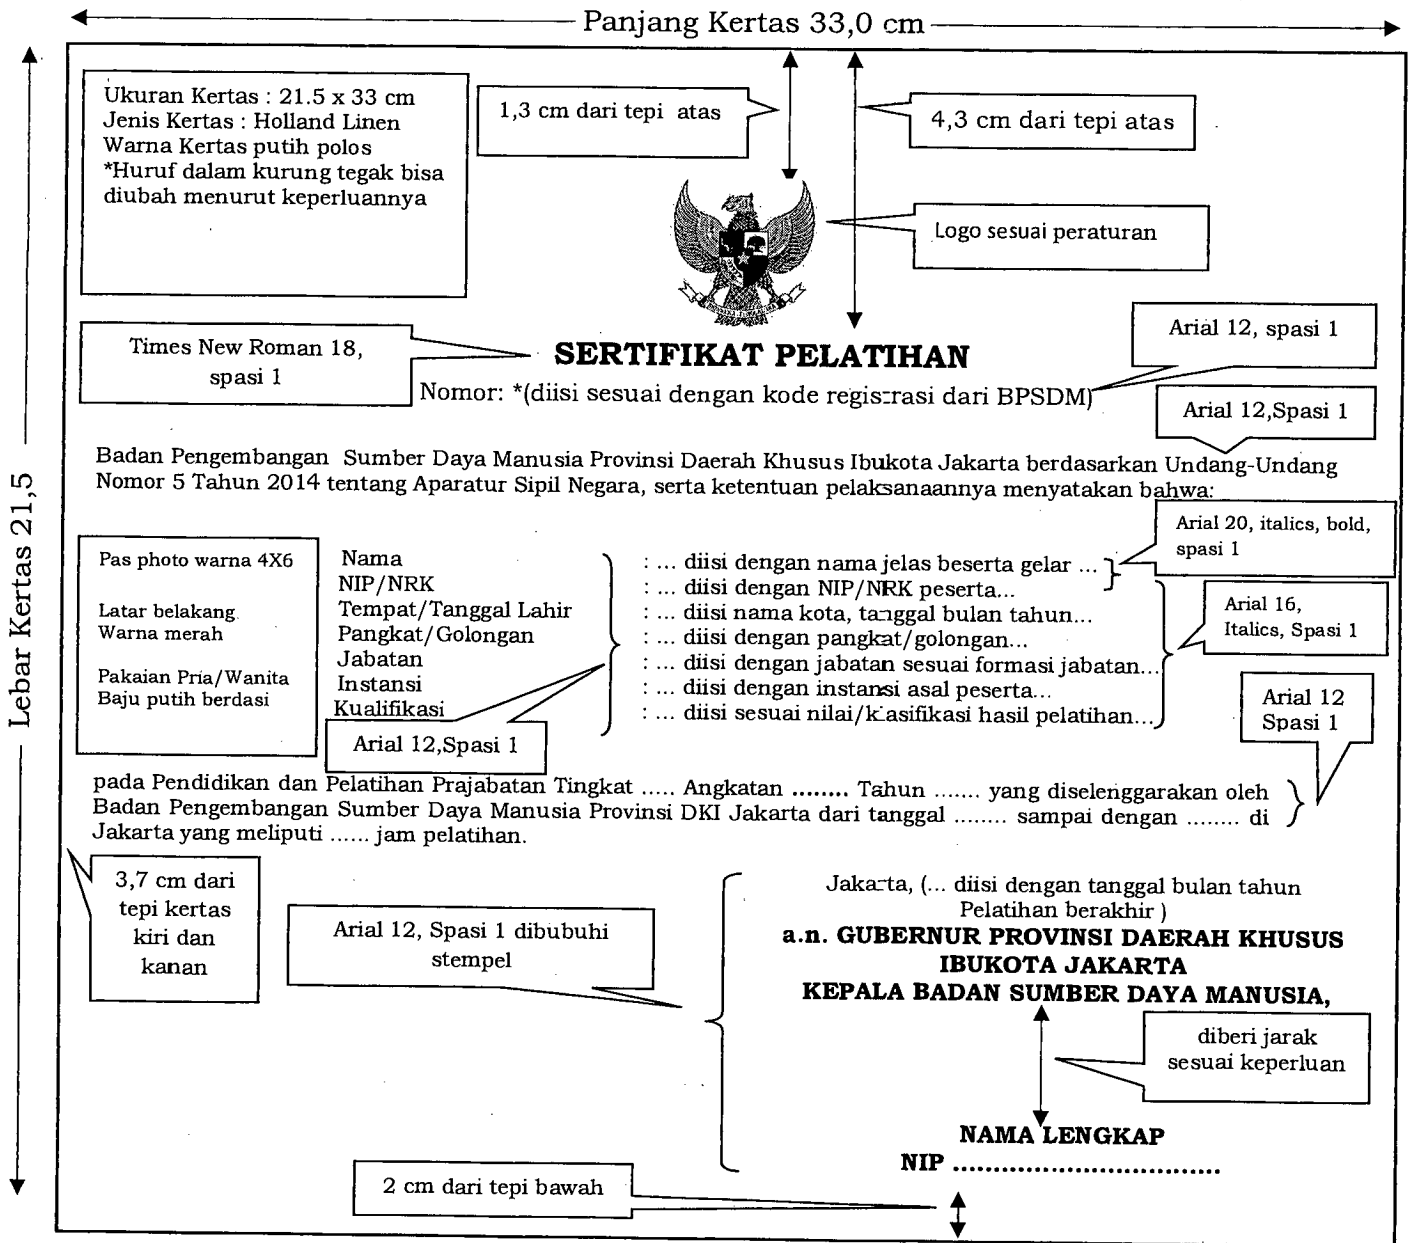 Panjang Kertas 33,0 cm
Lebar Kertas 21,5
Ukuran Kertas : 21.5 x 33 cm
Jenis Kertas : Holland Linen
Warna Kertas putih polos
*Huruf dalam kurung tegak bisa
diubah menurut keperluannya
1,3 cm dari tepi atas
4,3 cm dari tepi atas
Logo sesuai peraturan
Times New Roman 18,
spasi 1
SERTIFIKAT PELATIHAN
Arial 12, spasi 1
Nomor: *(diisi sesuai dengan kode registrasi dari BPSDM)
Arial 12,Spasi 1
Badan Pengembangan Sumber Daya Manusia Provinsi Daerah Khusus Ibukota Jakarta berdasarkan Undang-Undang
Nomor 5 Tahun 2014 tentang Aparatur Sipil Negara, serta ketentuan pelaksanaannya menyatakan bahwa:
Arial 20, italics, bold,
spasi 1
Pas photo warna 4X6
Latar belakang
Warna merah
Pakaian Pria/Wanita
Baju putih berdasi
Nama : ... diisi dengan nama jelas beserta gelar ...
NIP/NRK : ... diisi dengan NIP/NRK peserta...
Tempat/Tanggal Lahir : ... diisi nama kota, tanggal bulan tahun...
Pangkat/Golongan : ... diisi dengan pangkat/golongan...
Jabatan : ... diisi dengan jabatan sesuai formasi jabatan...
Instansi : ... diisi dengan instansi asal peserta...
Kualifikasi : ... diisi sesuai nilai/klasifikasi hasil pelatihan...
Arial 16,
Italics, Spasi 1
Arial 12,Spasi 1
Arial 12
Spasi 1
pada Pendidikan dan Pelatihan Prajabatan Tingkat ..... Angkatan ........ Tahun ....... yang diselenggarakan oleh
Badan Pengembangan Sumber Daya Manusia Provinsi DKI Jakarta dari tanggal ........ sampai dengan ........ di
Jakarta yang meliputi ...... jam pelatihan.
3,7 cm dari
tepi kertas
kiri dan
kanan
Arial 12, Spasi 1 dibubuhi
stempel
Jakarta, (... diisi dengan tanggal bulan tahun
Pelatihan berakhir )
a.n. GUBERNUR PROVINSI DAERAH KHUSUS
IBUKOTA JAKARTA
KEPALA BADAN SUMBER DAYA MANUSIA,
diberi jarak
sesuai keperluan
NAMA LENGKAP
NIP ..............................
2 cm dari tepi bawah